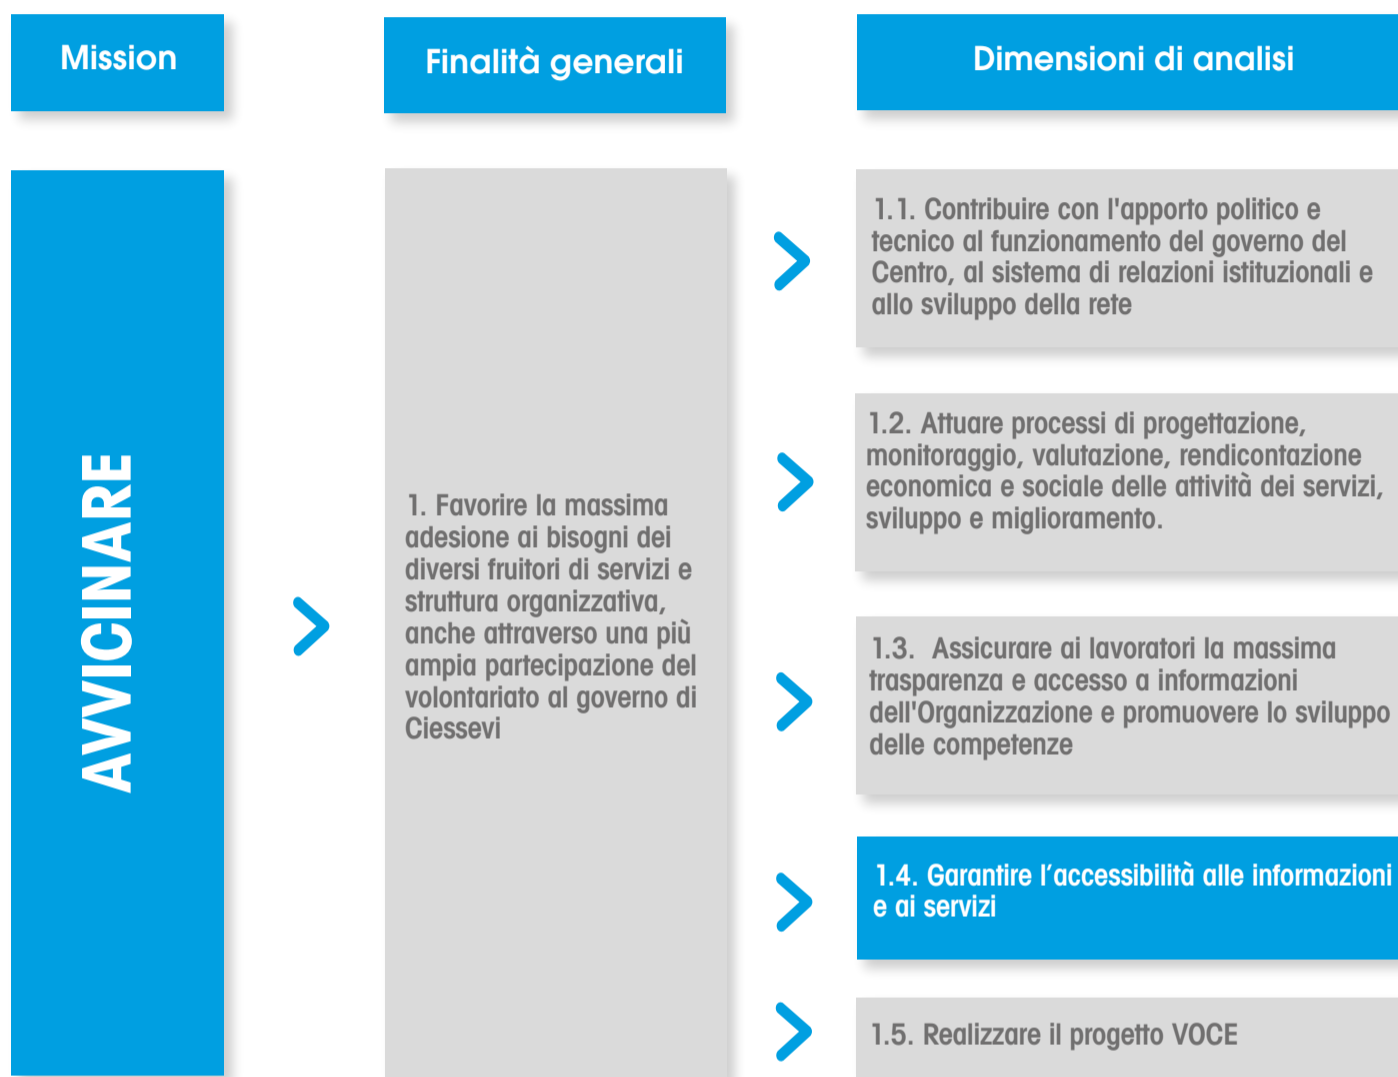 Mission
Finalità generali
Dimensioni di analisi
AVVICINARE
1. Favorire la massima
adesione ai bisogni dei
diversi fruitori di servizi e
struttura organizzativa,
anche attraverso una più
ampia partecipazione del
volontariato al governo di
Ciessevi
1.1. Contribuire con l'apporto politico e
tecnico al funzionamento del governo del
Centro, al sistema di relazioni istituzionali e
allo sviluppo della rete
1.2. Attuare processi di progettazione,
monitoraggio, valutazione, rendicontazione
economica e sociale delle attività dei servizi,
sviluppo e miglioramento.
1.3. Assicurare ai lavoratori la massima
trasparenza e accesso a informazioni
dell'Organizzazione e promuovere lo sviluppo
delle competenze
1.4. Garantire l’accessibilità alle informazioni
e ai servizi
1.5. Realizzare il progetto VOCE